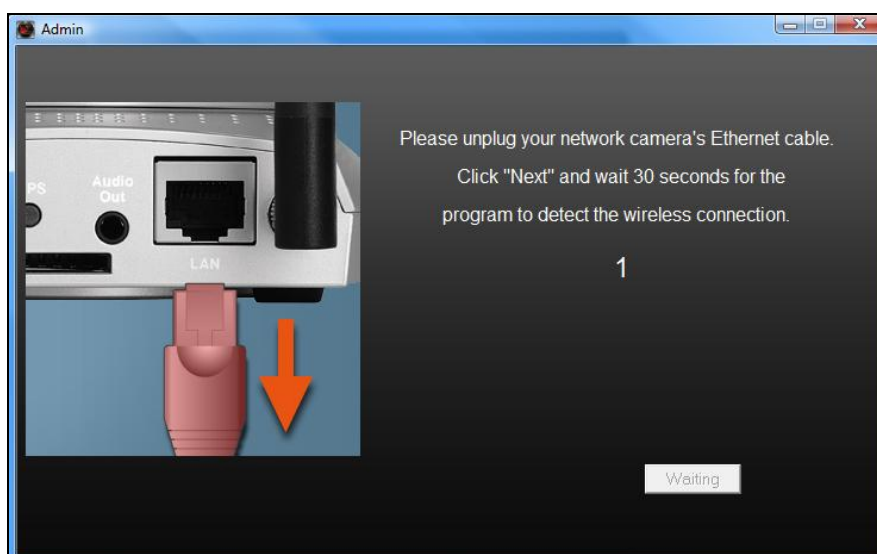 Admin
PS
Audio
Out
LAN
Please unplug your network camera's Ethernet cable.
Click "Next" and wait 30 seconds for the
program to detect the wireless connection.
1
Waiting